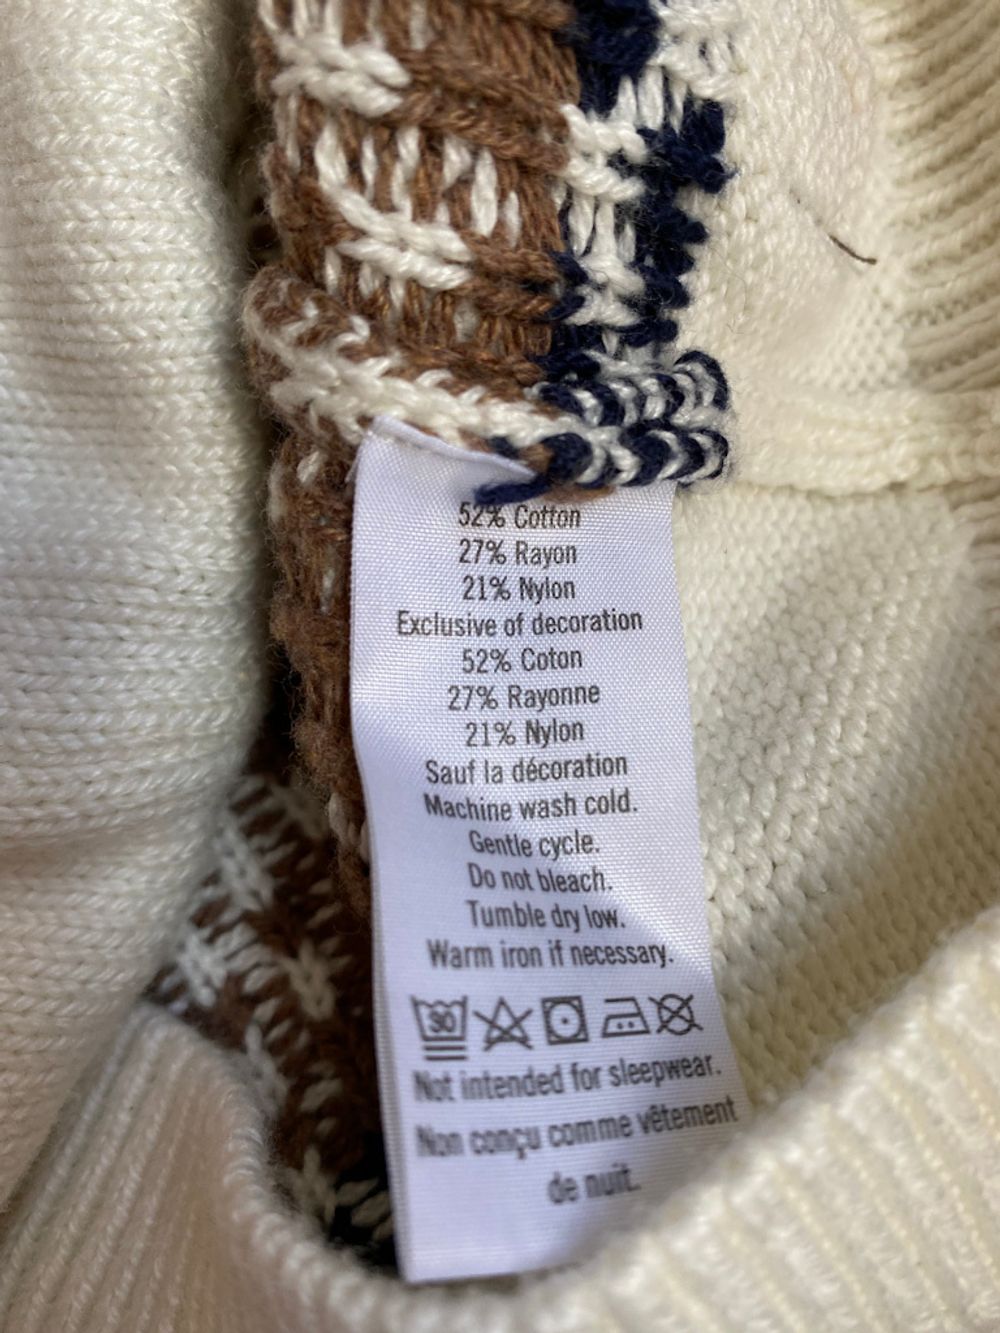 52% Cotton
27% Rayon
21% Nylon
Exclusive of decoration
52% Coton
27% Rayonne
21% Nylon
Sauf la décoration
Machine wash cold.
Gentle cycle.
Do not bleach.
Tumble dry low.
Warm iron if necessary.
30
Not intended for sleepwear.
Non conçu comme vêtement
de nuit.